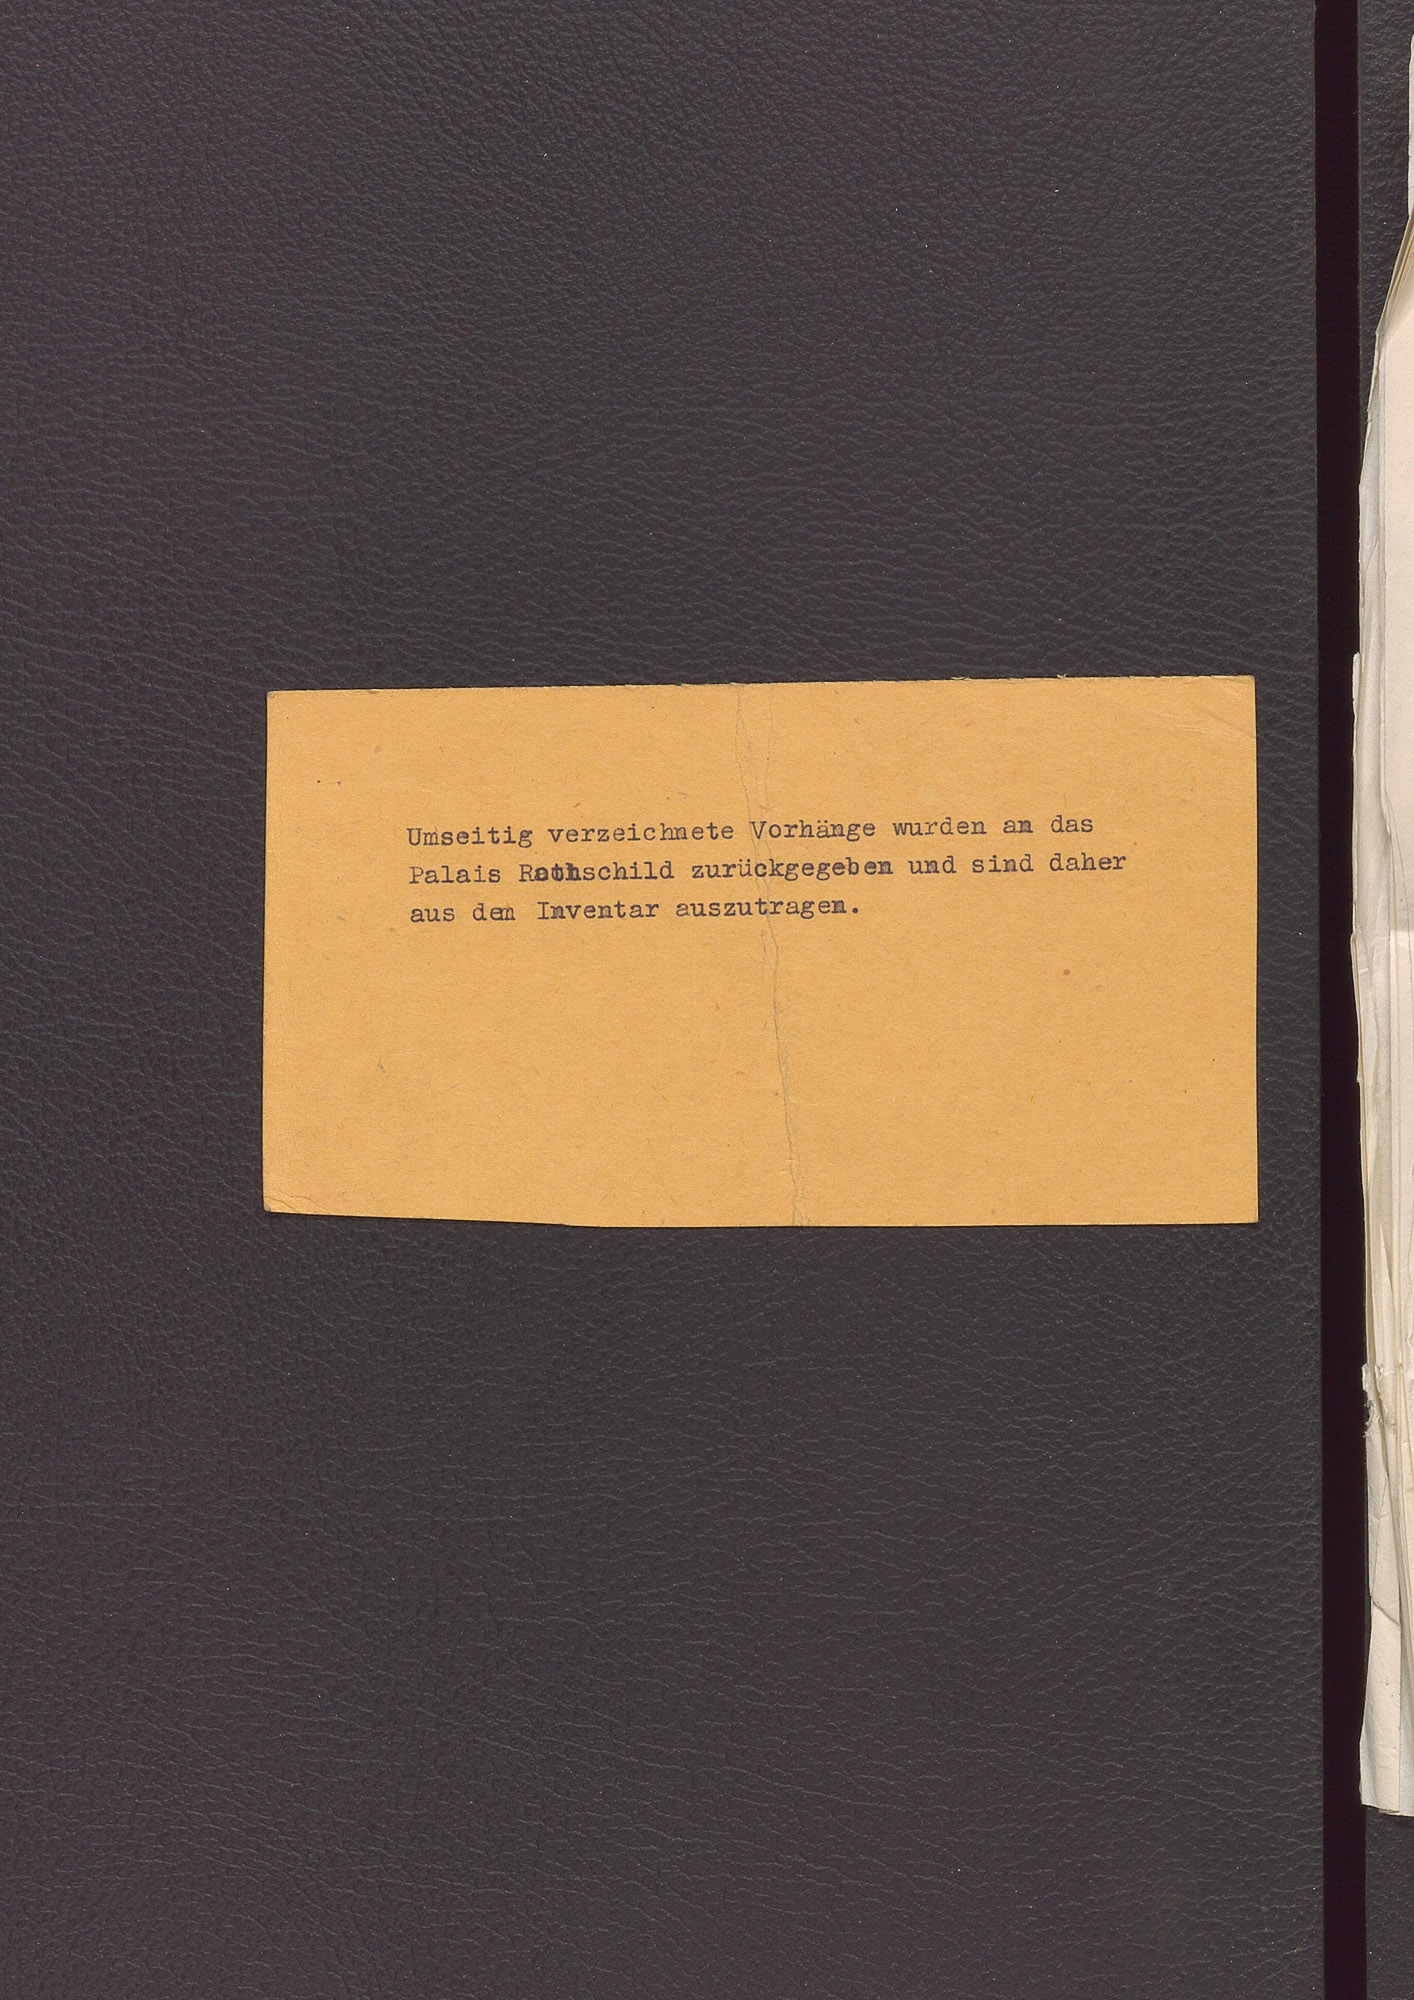 Umseitig verzeichnete Vorhänge wurden an das
Palais Rothschild zurückgegeben und sind daher
aus dem Inventar auszutragen.